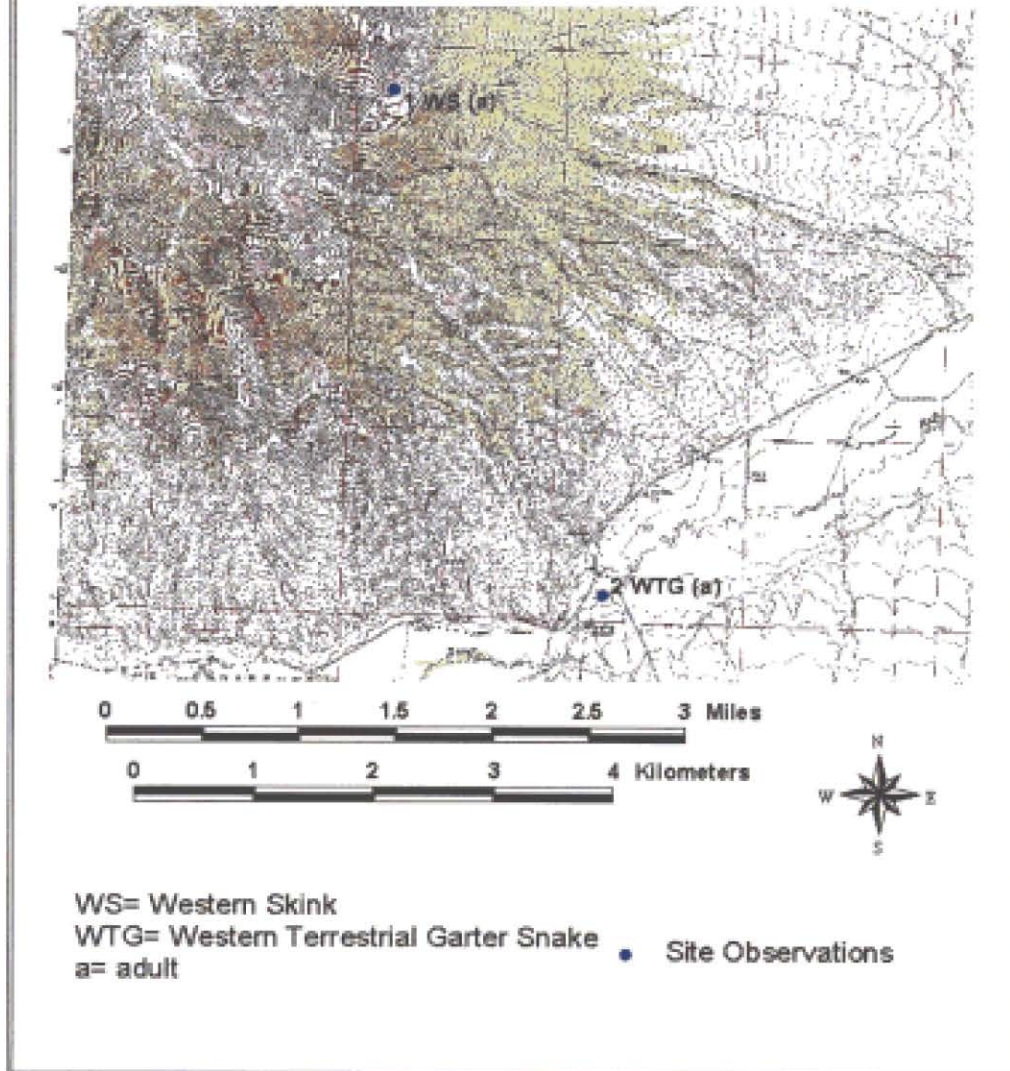 1 WS (a)
2 WTG (a)
0 0.5 1 1.5 2 2.5 3 Miles
0 1 2 3 4 Kilometers
N
W E
S
WS= Western Skink
WTG= Western Terrestrial Garter Snake
a= adult
Site Observations